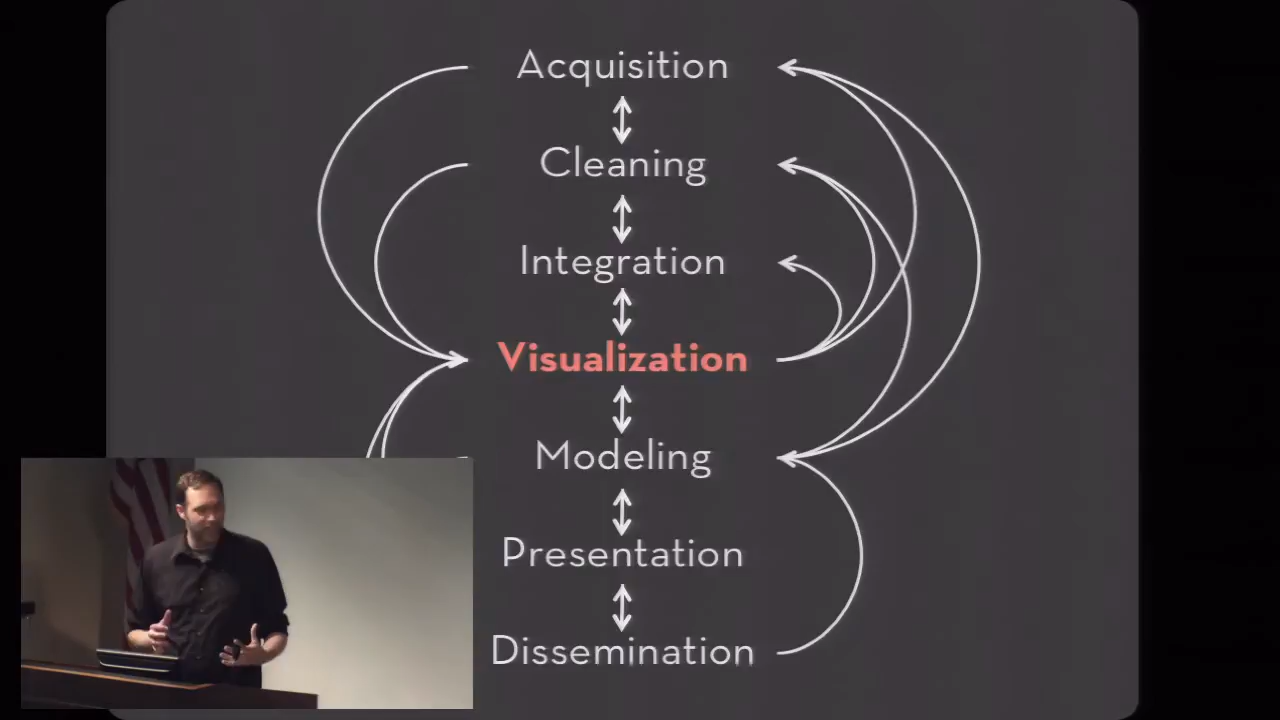 Acquisition
Cleaning
Integration
Visualization
Modeling
Presentation
Dissemination